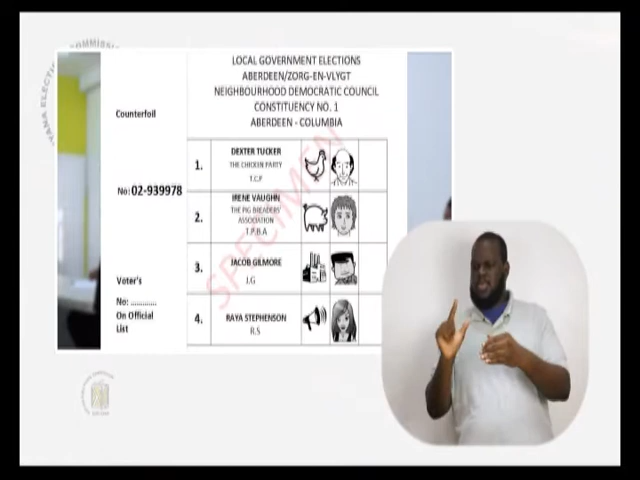 LOCAL GOVERNMENT ELECTIONS
ABERDEEN/ZORG-EN-VLYGT
NEIGHBOURHOOD DEMOCRATIC COUNCIL
CONSTITUENCY NO. 1
ABERDEEN - COLUMBIA
Counterfoil
No: 02-939978
Voter's
No: ............
On Official
List
1.
DEXTER TUCKER
THE CHICKEN PARTY
T.C.P
2.
IRENE VAUGHN
THE PIG BREADERS'
ASSOCIATION
T.P.B.A
3.
JACOB GILMORE
J.G
4.
RAYA STEPHENSON
R.S
SPECIMEN